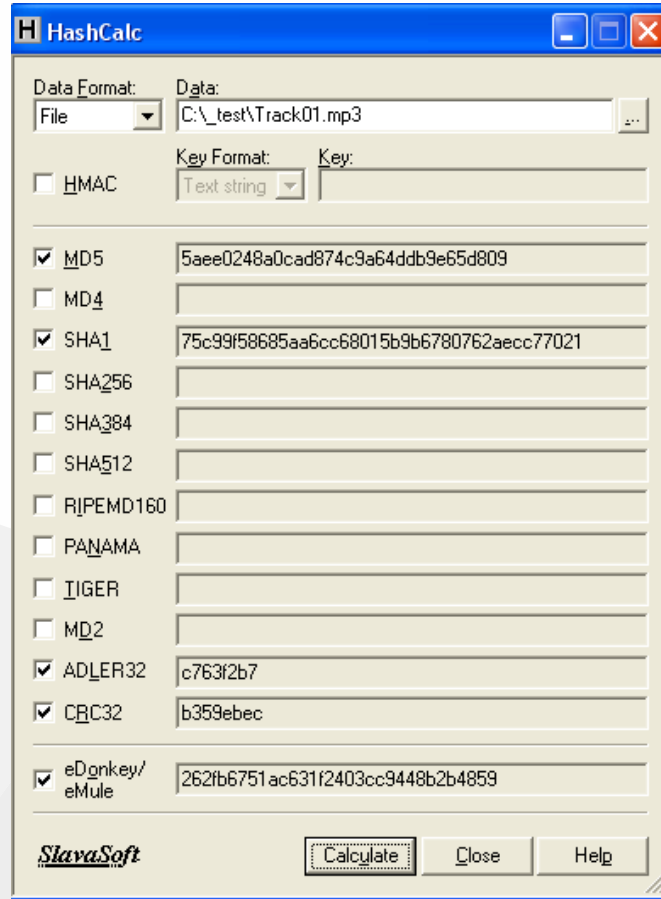 H HashCalc
Data Format: Data:
File C:\_test\Track01.mp3 ...
Key Format: Key:
HMAC Text string
MD5 5aee0248a0cad874c9a64ddb9e65d809
MD4
SHA1 75c99f58685aa6cc68015b9b6780762aecc77021
SHA256
SHA384
SHA512
RIPEMD160
PANAMA
TIGER
MD2
ADLER32 c763f2b7
CRC32 b359ebec
eDonkey/
eMule 262fb6751ac631f2403cc9448b2b4859
SlavaSoft Calculate Close Help